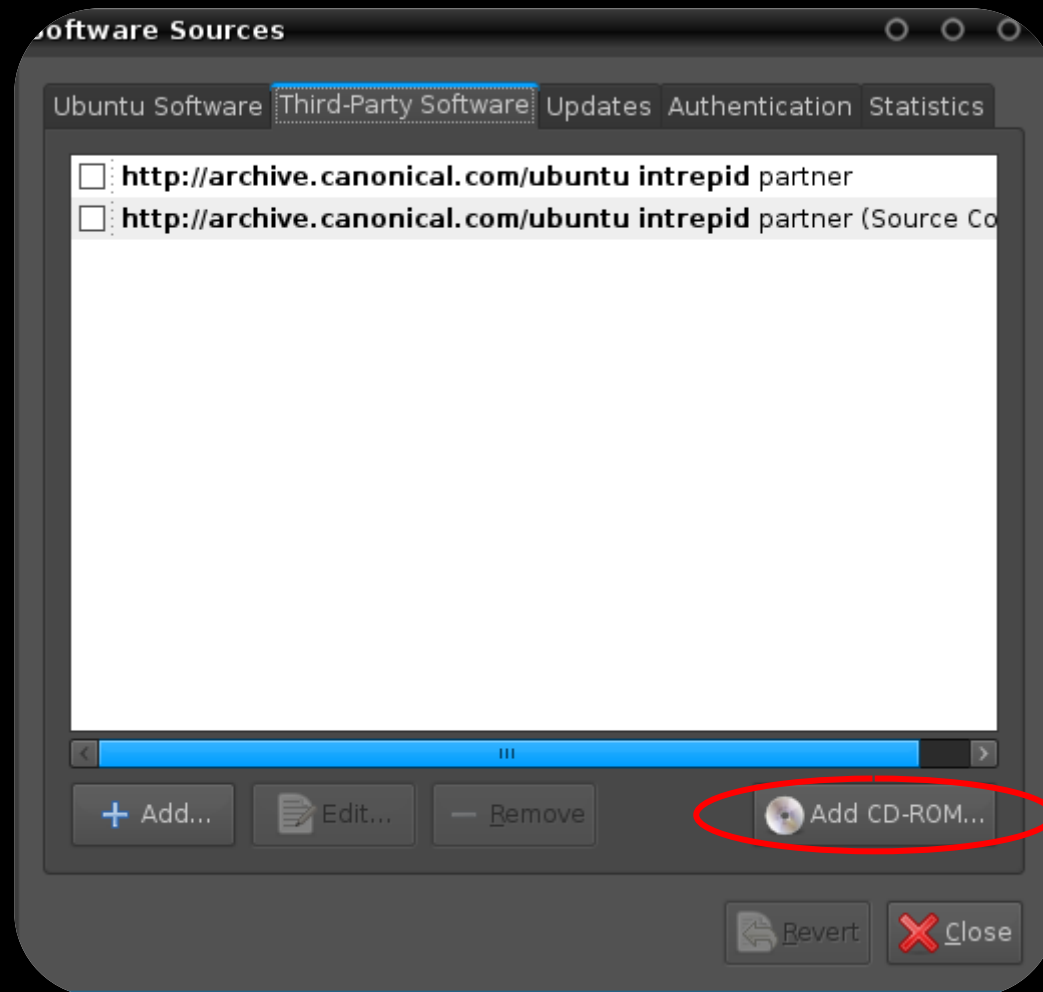 oftware Sources
Ubuntu Software Third-Party Software Updates Authentication Statistics
http://archive.canonical.com/ubuntu intrepid partner
http://archive.canonical.com/ubuntu intrepid partner (Source Co
Add... Edit... Remove Add CD-ROM...
Revert Close